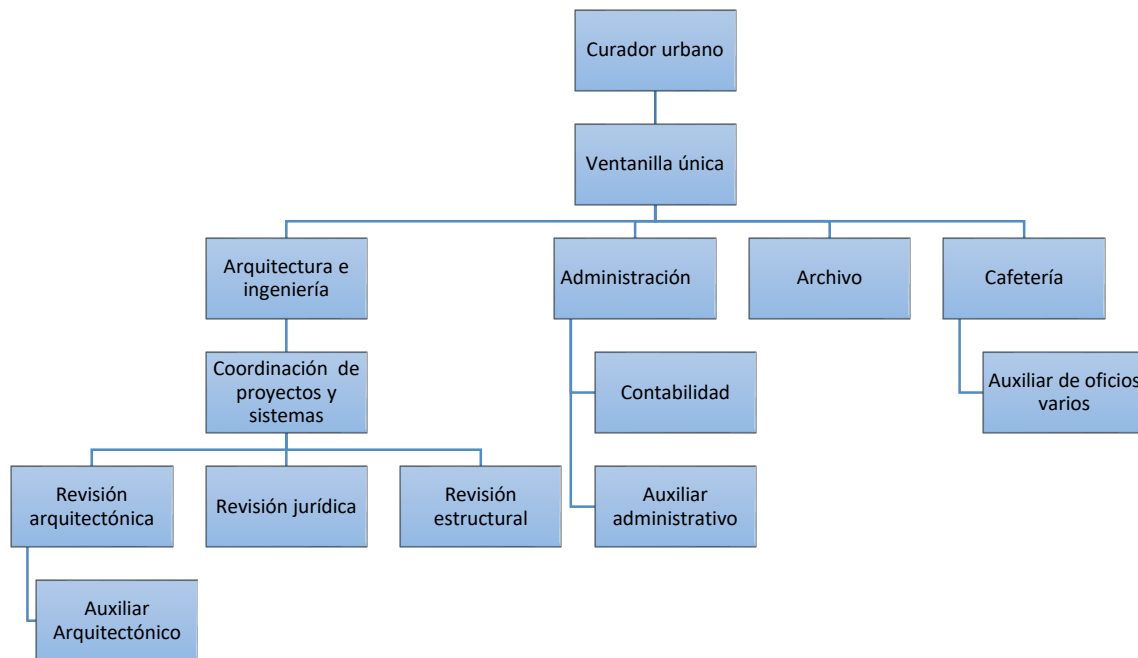 Curador urbano
Ventanilla única
Arquitectura e
ingeniería
Administración
Archivo
Cafetería
Coordinación de
proyectos y
sistemas
Contabilidad
Auxiliar de oficios
varios
Revisión
arquitectónica
Revisión jurídica
Revisión
estructural
Auxiliar
administrativo
Auxiliar
Arquitectónico